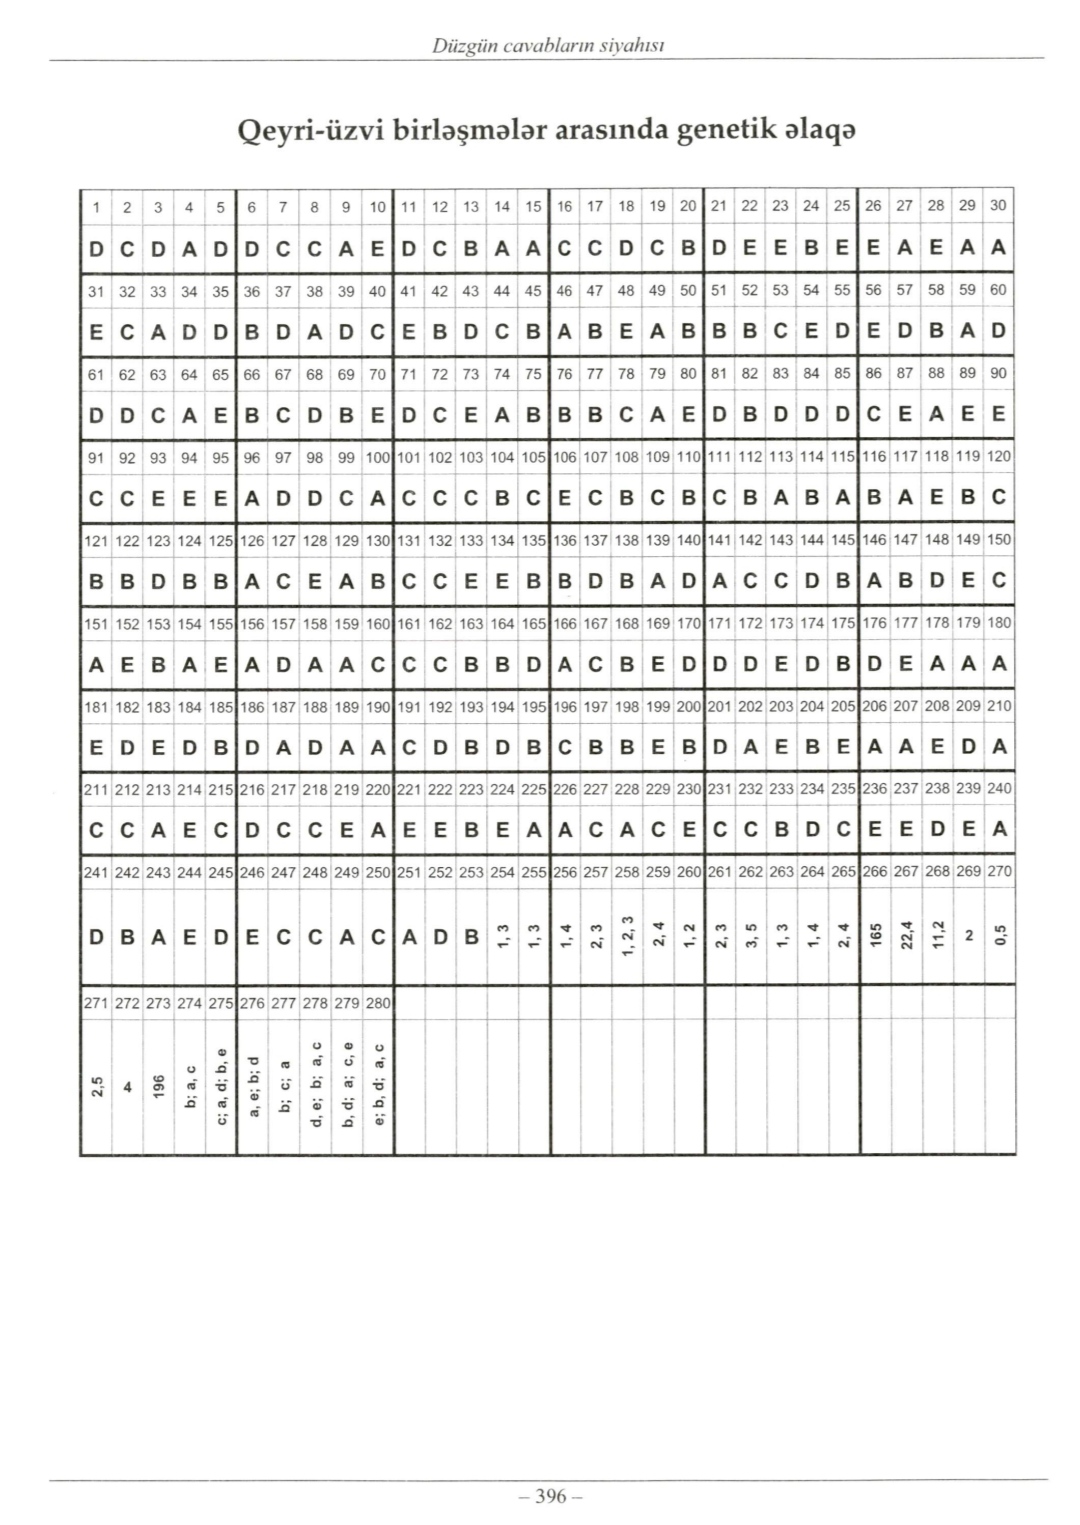 Düzgün cavabların siyahısı
Qeyri-üzvi birləşmələr arasında genetik əlaqə
1 2 3 4 5 6 7 8 9 10 11 12 13 14 15 16 17 18 19 20 21 22 23 24 25 26 27 28 29 30
D C D A D D C C A E D C B A A C C D C B D E E B E E A E A A
31 32 33 34 35 36 37 38 39 40 41 42 43 44 45 46 47 48 49 50 51 52 53 54 55 56 57 58 59 60
E C A D D B D A D C E B D C B A B E A B B B C E D E D B A D
61 62 63 64 65 66 67 68 69 70 71 72 73 74 75 76 77 78 79 80 81 82 83 84 85 86 87 88 89 90
D D C A E B C D B E D C E A B B B C A E D B D D D C E A E E
91 92 93 94 95 96 97 98 99 100 101 102 103 104 105 106 107 108 109 110 111 112 113 114 115 116 117 118 119 120
C C E E E A D D C A C C C B C E C B C B C B A B A B A E B C
121 122 123 124 125 126 127 128 129 130 131 132 133 134 135 136 137 138 139 140 141 142 143 144 145 146 147 148 149 150
B B D B B A C E A B C C E E B B D B A D A C C D B A B D E C
151 152 153 154 155 156 157 158 159 160 161 162 163 164 165 166 167 168 169 170 171 172 173 174 175 176 177 178 179 180
A E B A E A D A A C C C B B D A C B E D D D E D B D E A A A
181 182 183 184 185 186 187 188 189 190 191 192 193 194 195 196 197 198 199 200 201 202 203 204 205 206 207 208 209 210
E D E D B D A D A A C D B D B C B B E B D A E B E A A E D A
211 212 213 214 215 216 217 218 219 220 221 222 223 224 225 226 227 228 229 230 231 232 233 234 235 236 237 238 239 240
C C A E C D C C E A E E B E A A C A C E C C B D C E E D E A
241 242 243 244 245 246 247 248 249 250 251 252 253 254 255 256 257 258 259 260 261 262 263 264 265 266 267 268 269 270
D B A E D E C C A C A D B 1, 3 1, 3 1, 4 2, 3 1, 2, 3 2, 4 1, 2 2, 3 3, 5 1, 3 1, 4 2, 4 165 22,4 11,2 2 0,5
271 272 273 274 275 276 277 278 279 280
2,5 4 196 b; a, c c; a, d; b, e a, e; b; d b; c; a d, e; b; a, c b, d; a; c, e e; b, d; a, c
– 396 –